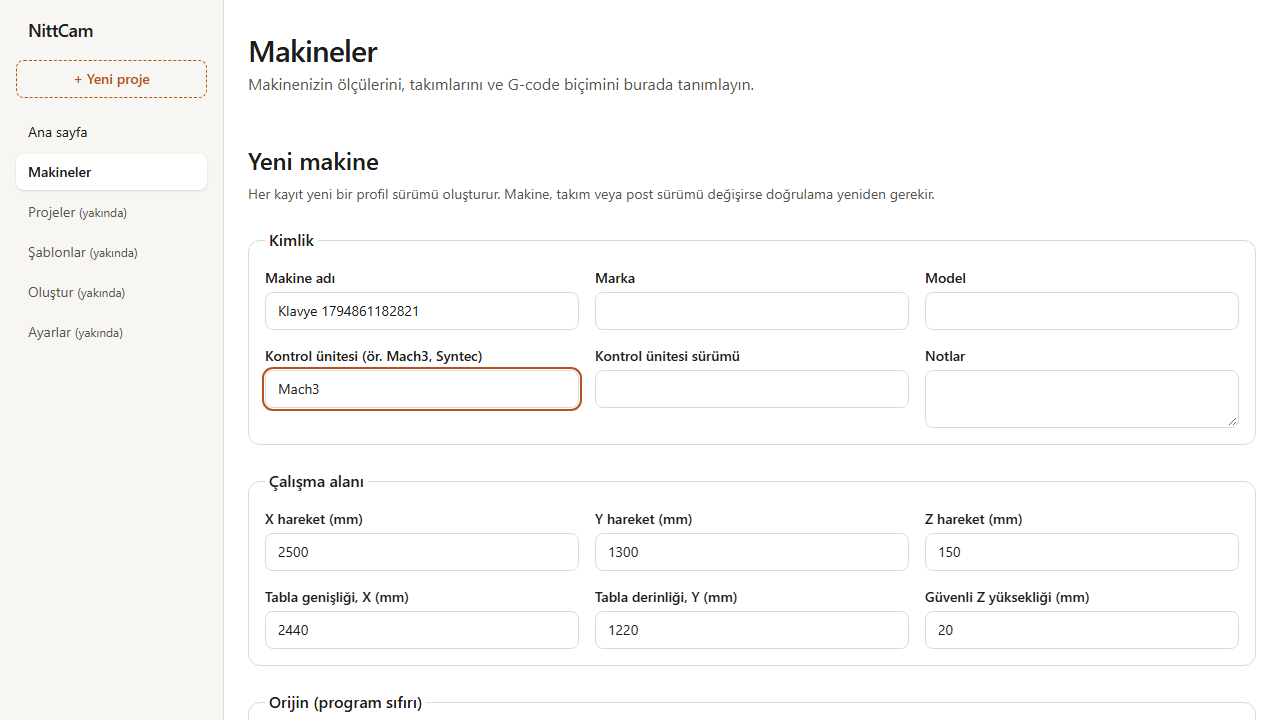 NittCam
+ Yeni proje
Ana sayfa
Makineler
Projeler (yakında)
Şablonlar (yakında)
Oluştur (yakında)
Ayarlar (yakında)
Makineler
Makinenizin ölçülerini, takımlarını ve G-code biçimini burada tanımlayın.
Yeni makine
Her kayıt yeni bir profil sürümü oluşturur. Makine, takım veya post sürümü değişirse doğrulama yeniden gerekir.
Kimlik
Makine adı Marka Model
Klavye 1794861182821
Kontrol ünitesi (ör. Mach3, Syntec) Kontrol ünitesi sürümü Notlar
Mach3
Çalışma alanı
X hareket (mm) Y hareket (mm) Z hareket (mm)
2500 1300 150
Tabla genişliği, X (mm) Tabla derinliği, Y (mm) Güvenli Z yüksekliği (mm)
2440 1220 20
Orijin (program sıfırı)